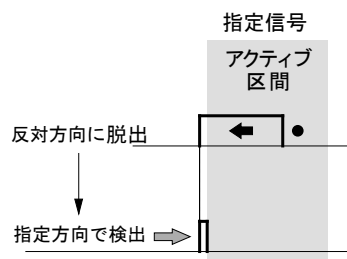 指定信号
アクティブ
区間
反対方向に脱出
指定方向で検出